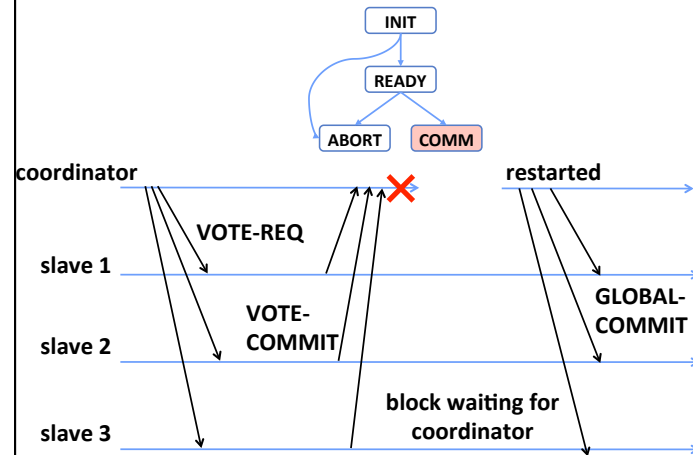 INIT
READY
ABORT
COMM
coordinator
restarted
VOTE-REQ
slave 1
GLOBAL-
COMMIT
VOTE-
COMMIT
slave 2
block waiting for
coordinator
slave 3